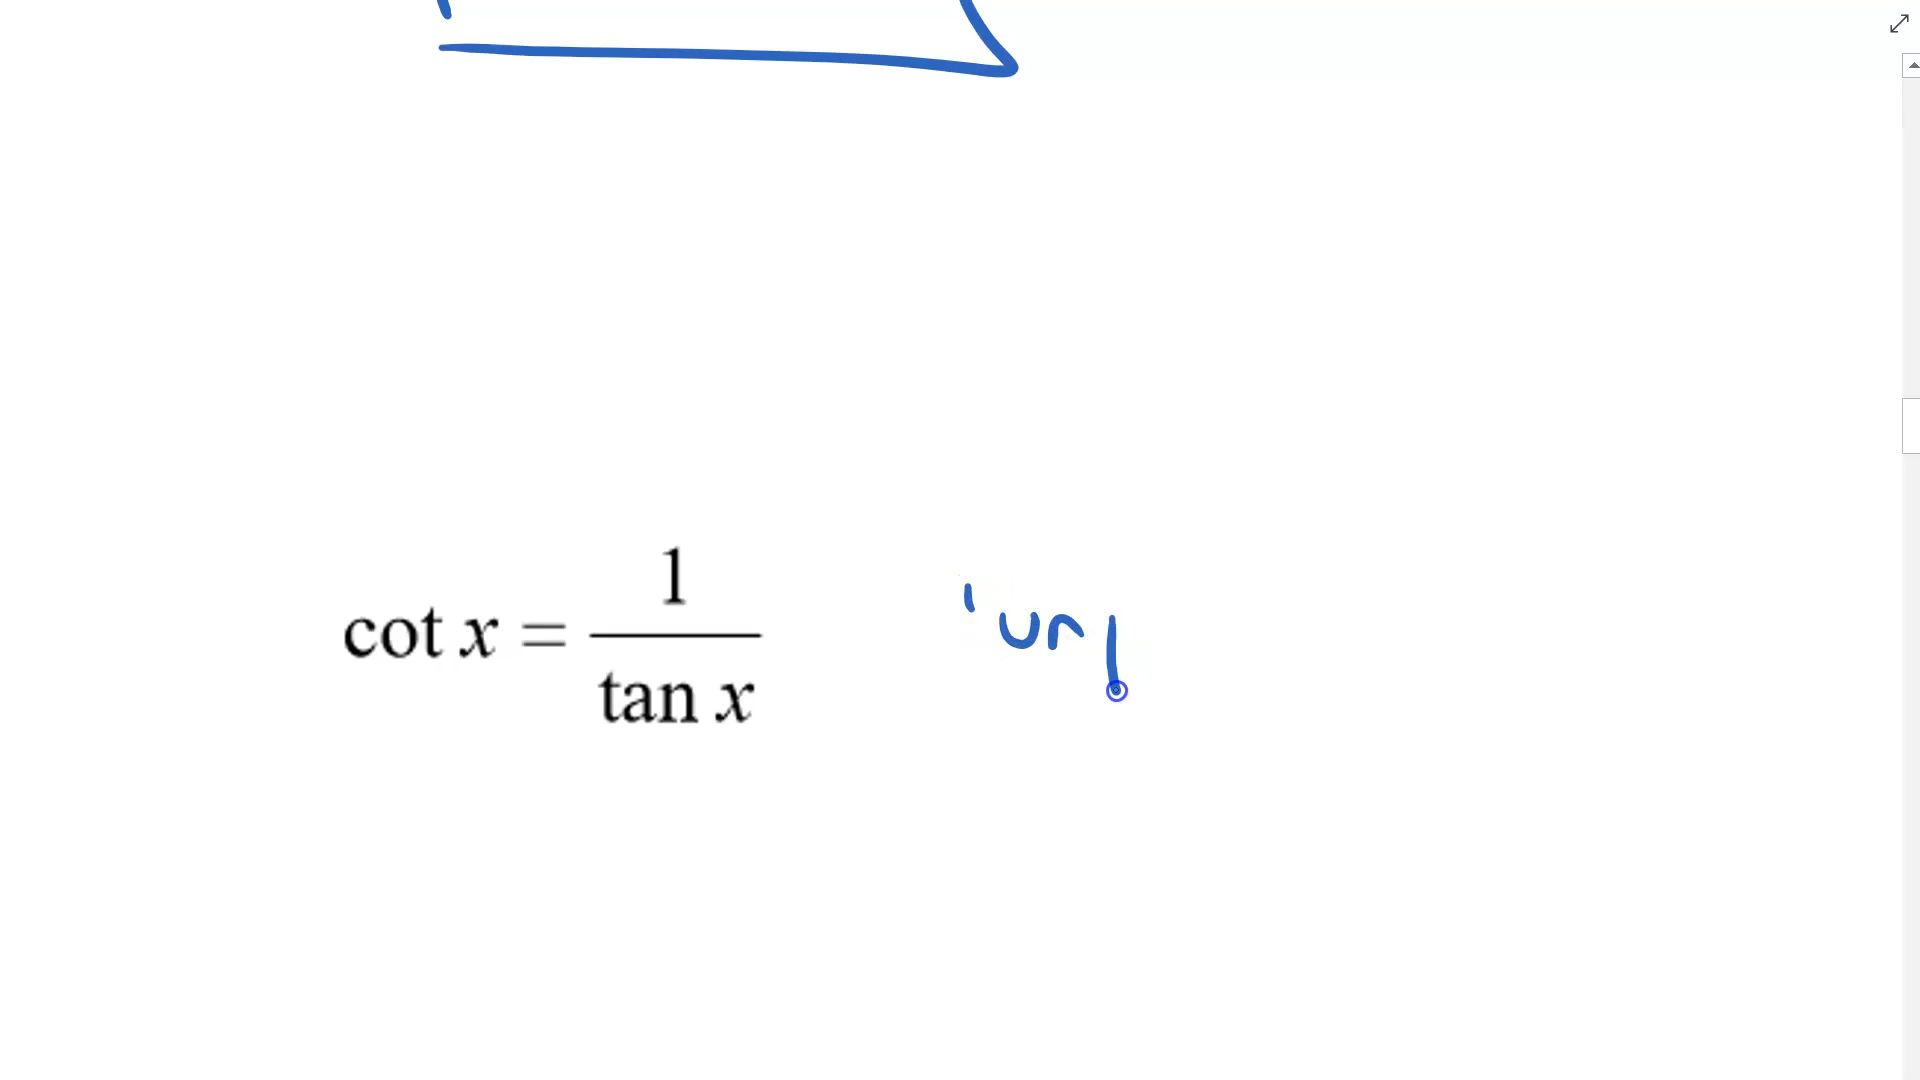 cot x = 1 / tan x